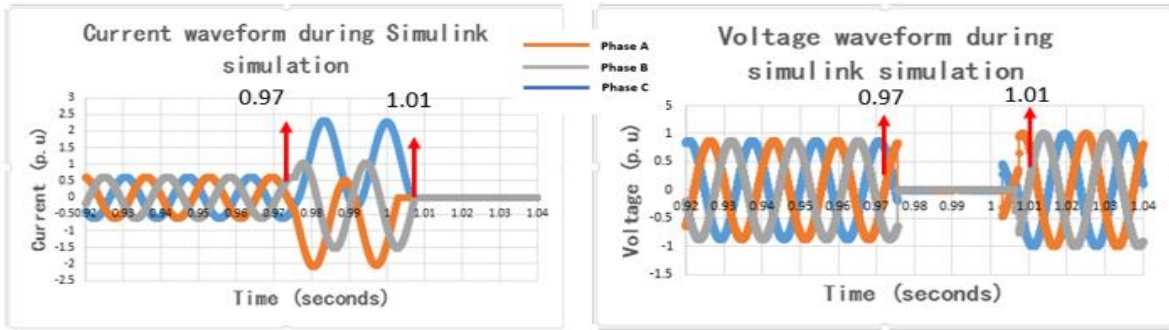 Current waveform during Simulink
simulation
0.97
1.01
3
2.5
2
1.5
1
0.5
0
-0.5
-1
-1.5
-2
-2.5
0.92 0.93 0.94 0.95 0.96 0.97 0.98 0.99 1 1.01 1.02 1.03 1.04
Current (p.u)
Time (seconds)
Phase A
Phase B
Phase C
Voltage waveform during
simulink simulation
0.97
1.01
5
1
0.5
0
-0.5
-1
-1.5
0.92 0.93 0.94 0.95 0.96 0.97 0.98 0.99 1 1.01 1.02 1.03 1.04
Voltage (p.u)
Time (seconds)